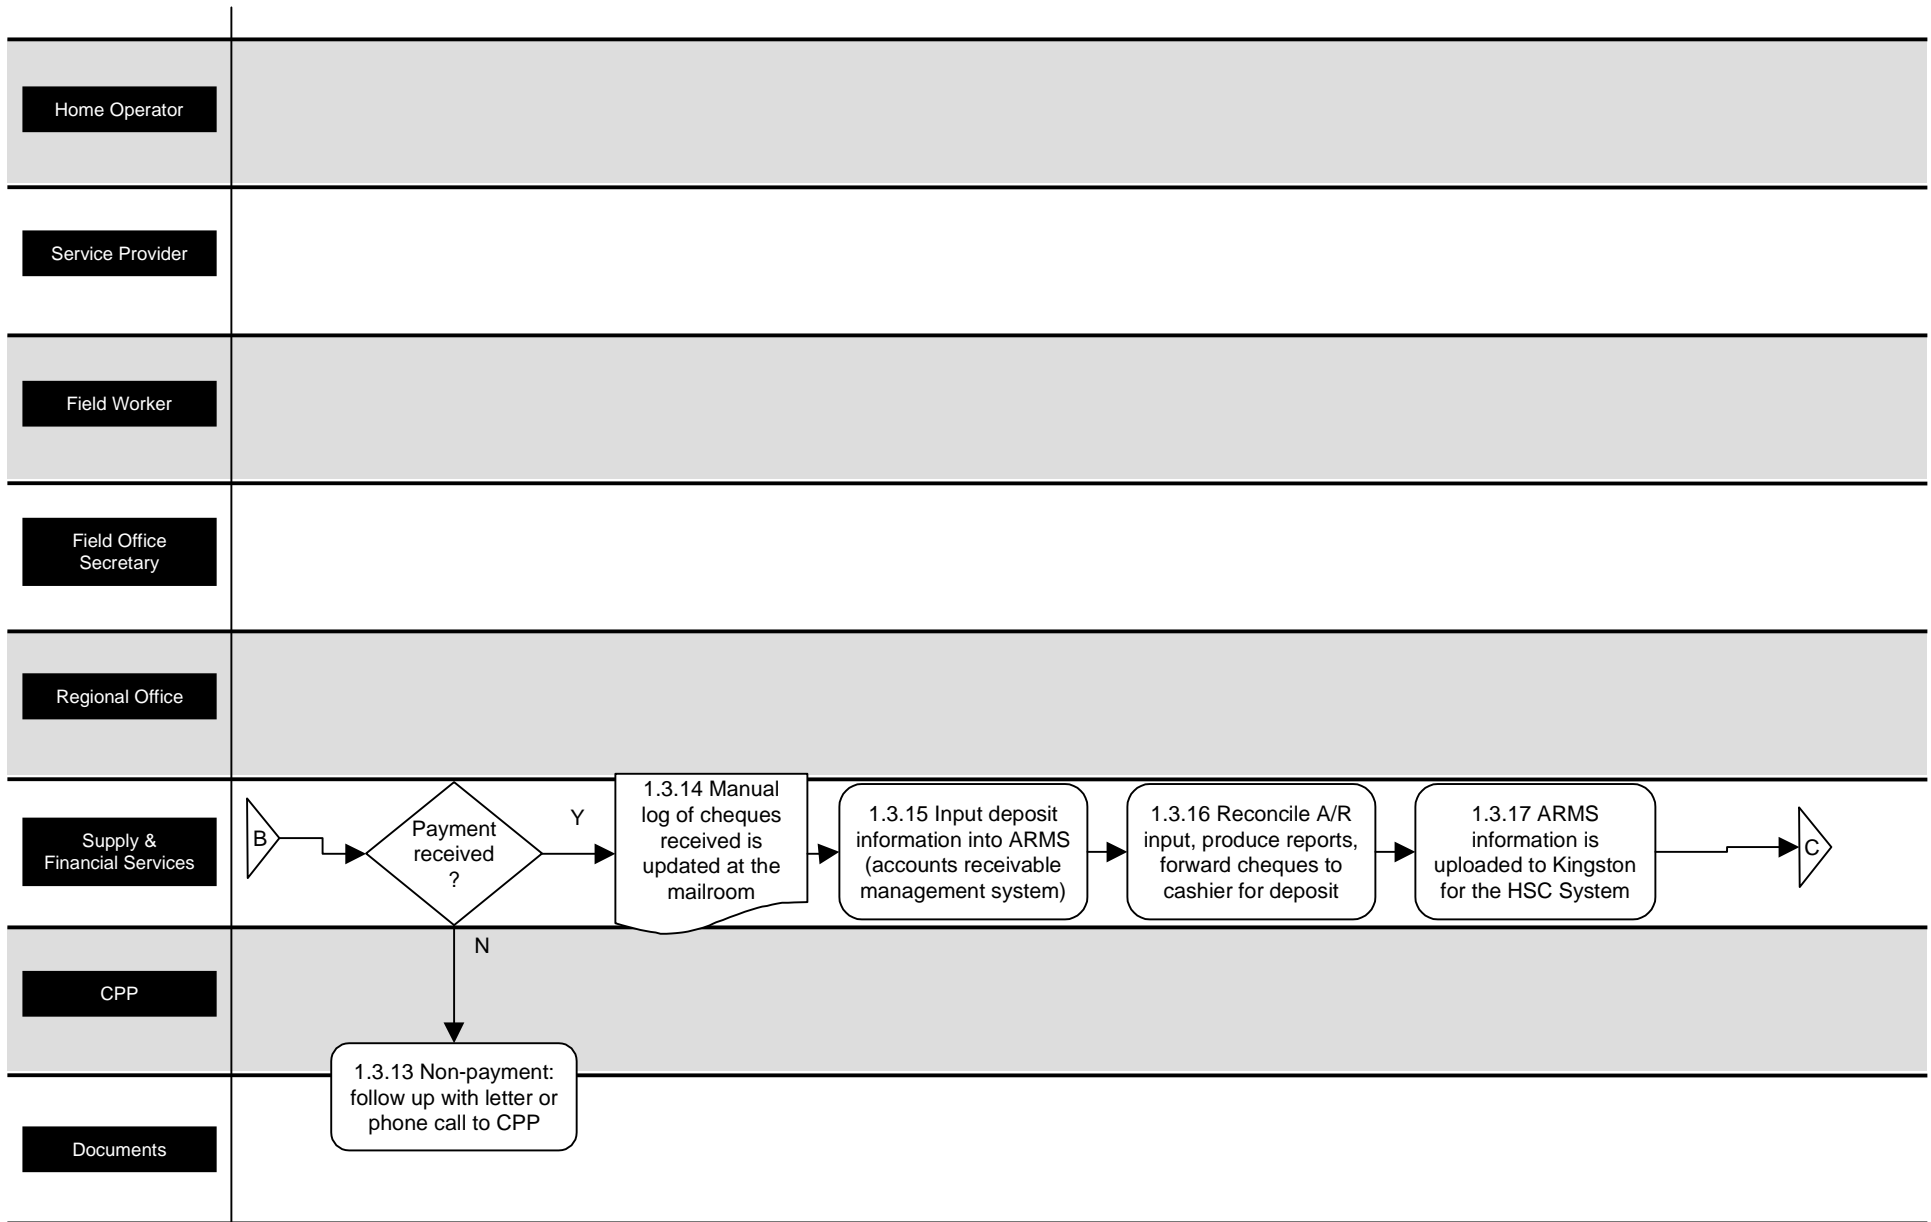 Home Operator
Service Provider
Field Worker
Field Office
Secretary
Regional Office
Supply &
Financial Services
B
Payment
received
?
Y
1.3.14 Manual
log of cheques
received is
updated at the
mailroom
1.3.15 Input deposit
information into ARMS
(accounts receivable
management system)
1.3.16 Reconcile A/R
input, produce reports,
forward cheques to
cashier for deposit
1.3.17 ARMS
information is
uploaded to Kingston
for the HSC System
C
N
CPP
1.3.13 Non-payment:
follow up with letter or
phone call to CPP
Documents